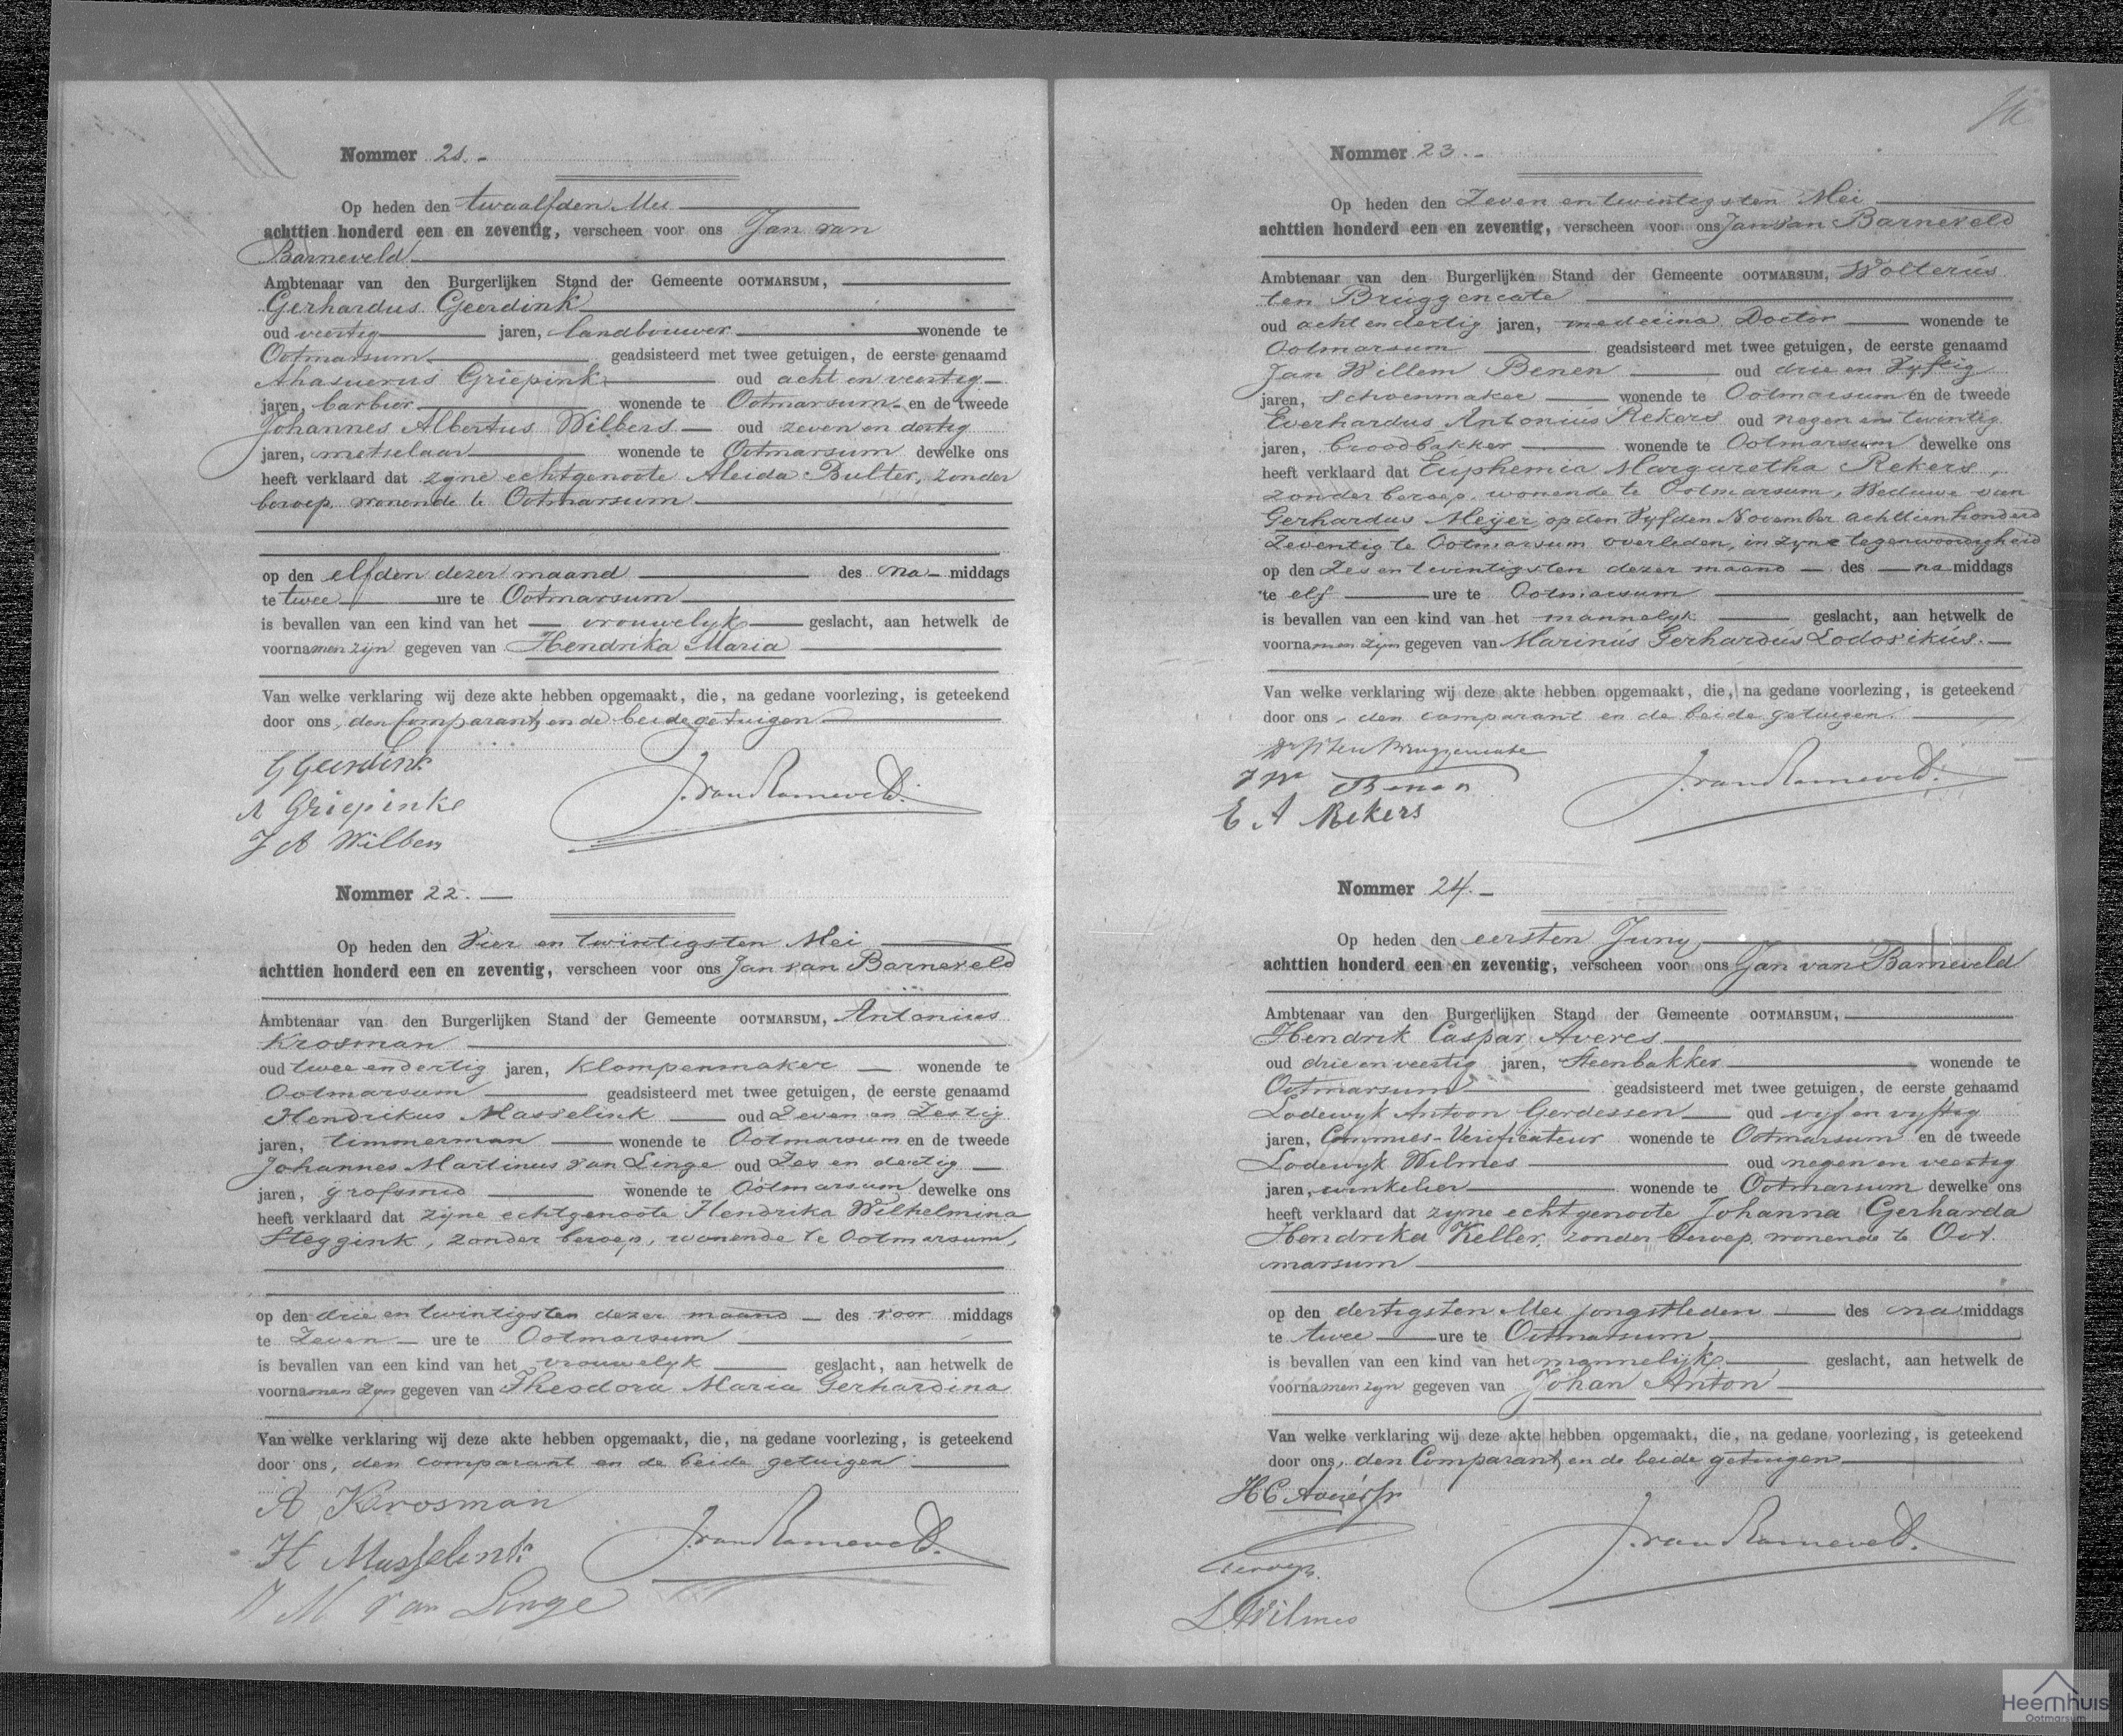 Nommer 21.
Op heden den twaalfden Mei
achttien honderd een en zeventig, verscheen voor ons Jan van
Barneveld
Ambtenaar van den Burgerlijken Stand der Gemeente OOTMARSUM,
Gerhardus Geerdink
oud veertig jaren, landbouwer wonende te
Ootmarsum geadsisteerd met twee getuigen, de eerste genaamd
Ahasuerus Griepink oud acht en veertig
jaren, barbier wonende te Ootmarsum en de tweede
Johannes Albertus Wilbers oud zeven en dertig
jaren, metselaar wonende te Ootmarsum dewelke ons
heeft verklaard dat zyne echtgenoote Aleida Bulter, zonder
beroep, wonende te Ootmarsum
op den elfden dezer maand des na middags
te twee ure te Ootmarsum
is bevallen van een kind van het vrouwelyk geslacht, aan hetwelk de
voornamen zijn gegeven van Hendrika Maria
Van welke verklaring wij deze akte hebben opgemaakt, die, na gedane voorlezing, is geteekend
door ons, den Comparant, en de beide getuigen
G Geerdink
A Griepink
J A Wilbers
J. van Barneveld.
Nommer 22.
Op heden den Vier en twintigsten Mei
achttien honderd een en zeventig, verscheen voor ons Jan van Barneveld
Ambtenaar van den Burgerlijken Stand der Gemeente OOTMARSUM, Antonius
Krosman
oud twee en dertig jaren, Klompenmaker wonende te
Ootmarsum geadsisteerd met twee getuigen, de eerste genaamd
Hendrikus Masselink oud Zeven en Zestig
jaren, timmerman wonende te Ootmarsum en de tweede
Johannes Martinus van Linge oud Zes en dertig
jaren, grofsmid wonende te Ootmarsum dewelke ons
heeft verklaard dat zijne echtgenoote Hendrika Wilhelmina
Steggink, zonder beroep, wonende te Ootmarsum,
op den drie en twintigsten dezer maand des voor middags
te Zeven ure te Ootmarsum
is bevallen van een kind van het vrouwelyk geslacht, aan hetwelk de
voornamen zyn gegeven van Theodora Maria Gerhardina
Van welke verklaring wij deze akte hebben opgemaakt, die, na gedane voorlezing, is geteekend
door ons, den comparant en de beide getuigen
A Krosman
H Masselink
J M van Linge
J. van Barneveld.
Nommer 23.
Op heden den Zeven en twintigsten Mei
achttien honderd een en zeventig, verscheen voor ons Jan van Barneveld
Ambtenaar van den Burgerlijken Stand der Gemeente OOTMARSUM, Wolterus
ten Bruggencate
oud acht en dertig jaren, medecina Doctor wonende te
Ootmarsum geadsisteerd met twee getuigen, de eerste genaamd
Jan Willem Benen oud drie en Vyftig
jaren, Schoenmaker wonende te Ootmarsum en de tweede
Everhardus Antonius Rekers oud negen en twintig
jaren, broodbakker wonende te Ootmarsum dewelke ons
heeft verklaard dat Euphemia Margaretha Rekers,
zonder beroep, wonende te Ootmarsum, Weduwe van
Gerhardus Meijer, op den Vyfden November achttien honderd
Zeventig te Ootmarsum overleden, in zyne tegenwoordigheid
op den Zes en twintigsten dezer maand des na middags
te elf ure te Ootmarsum
is bevallen van een kind van het mannelyk geslacht, aan hetwelk de
voornamen zijn gegeven van Marinus Gerhardus Lodovikus.
Van welke verklaring wij deze akte hebben opgemaakt, die, na gedane voorlezing, is geteekend
door ons, den comparant en de beide getuigen.
ten Bruggencate
J W Benen
E A Rekers
J. van Barneveld.
Nommer 24.
Op heden den eersten Juny
achttien honderd een en zeventig, verscheen voor ons Jan van Barneveld
Ambtenaar van den Burgerlijken Stand der Gemeente OOTMARSUM,
Hendrik Caspar Averes
oud drie en veertig jaren, Steenbakker wonende te
Ootmarsum geadsisteerd met twee getuigen, de eerste genaamd
Lodewyk Antoon Gerdessen oud vijf en vyftig
jaren, Commies-Verificateur wonende te Ootmarsum en de tweede
Lodewyk Wilmes oud negen en veertig
jaren, winkelier wonende te Ootmarsum dewelke ons
heeft verklaard dat zyne echtgenoote Johanna Gerharda
Hendrika Keller, zonder beroep, wonende te Oot
marsum
op den dertigsten Mei jongstleden des na middags
te twee ure te Ootmarsum
is bevallen van een kind van het mannelijk geslacht, aan hetwelk de
voornamen zyn gegeven van Johan Anton
Van welke verklaring wij deze akte hebben opgemaakt, die, na gedane voorlezing, is geteekend
door ons, den Comparant, en de beide getuigen
H C Averes Jr
L Wilmes
J. van Barneveld.
Heemhuis
Ootmarsum